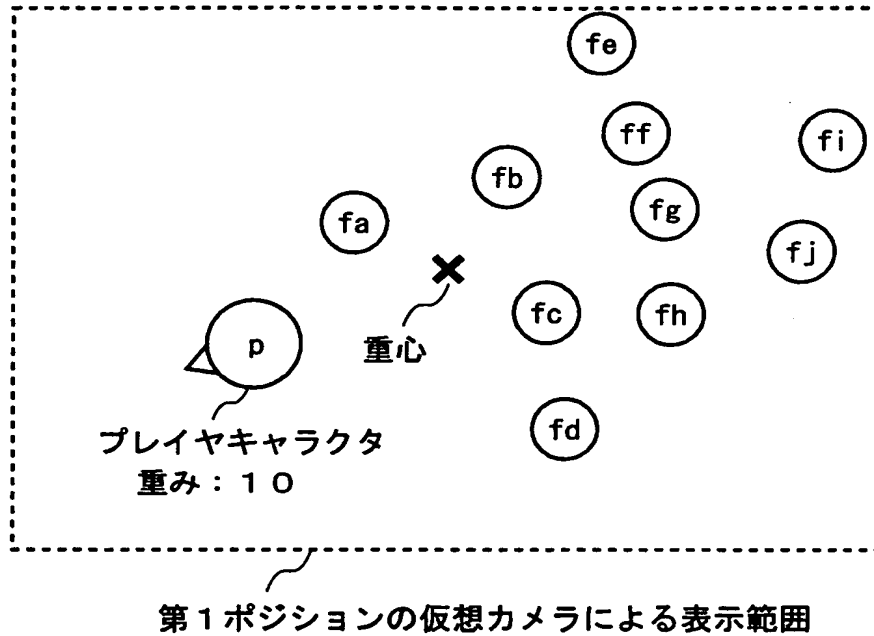 fe
ff
fi
fb
fg
fa
fj
fc
fh
p
重心
fd
プレイヤキャラクタ
重み：１０
第１ポジションの仮想カメラによる表示範囲